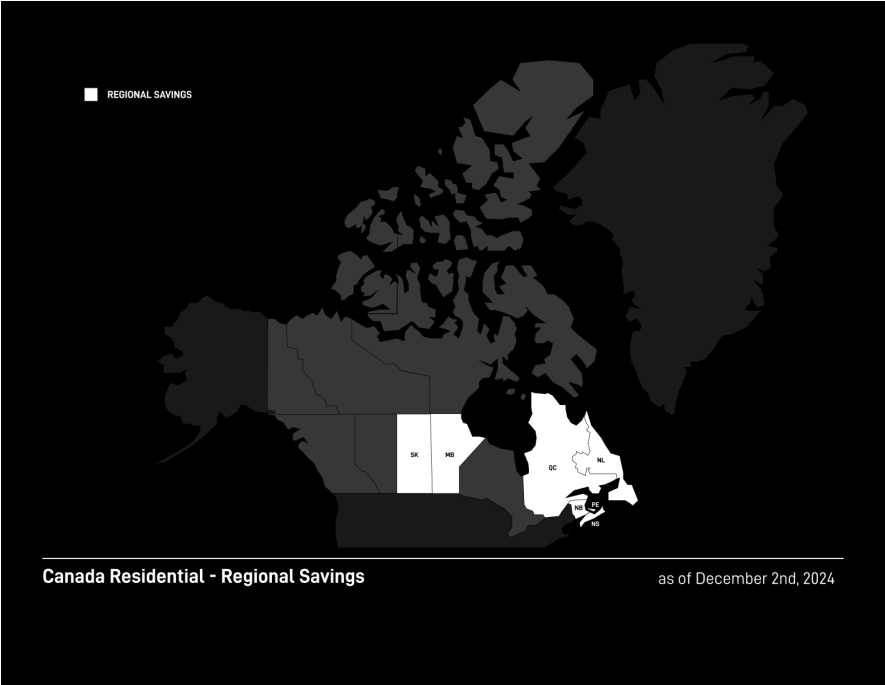 REGIONAL SAVINGS
SK
MB
QC
NL
NB
PE
NS
Canada Residential - Regional Savings
as of December 2nd, 2024